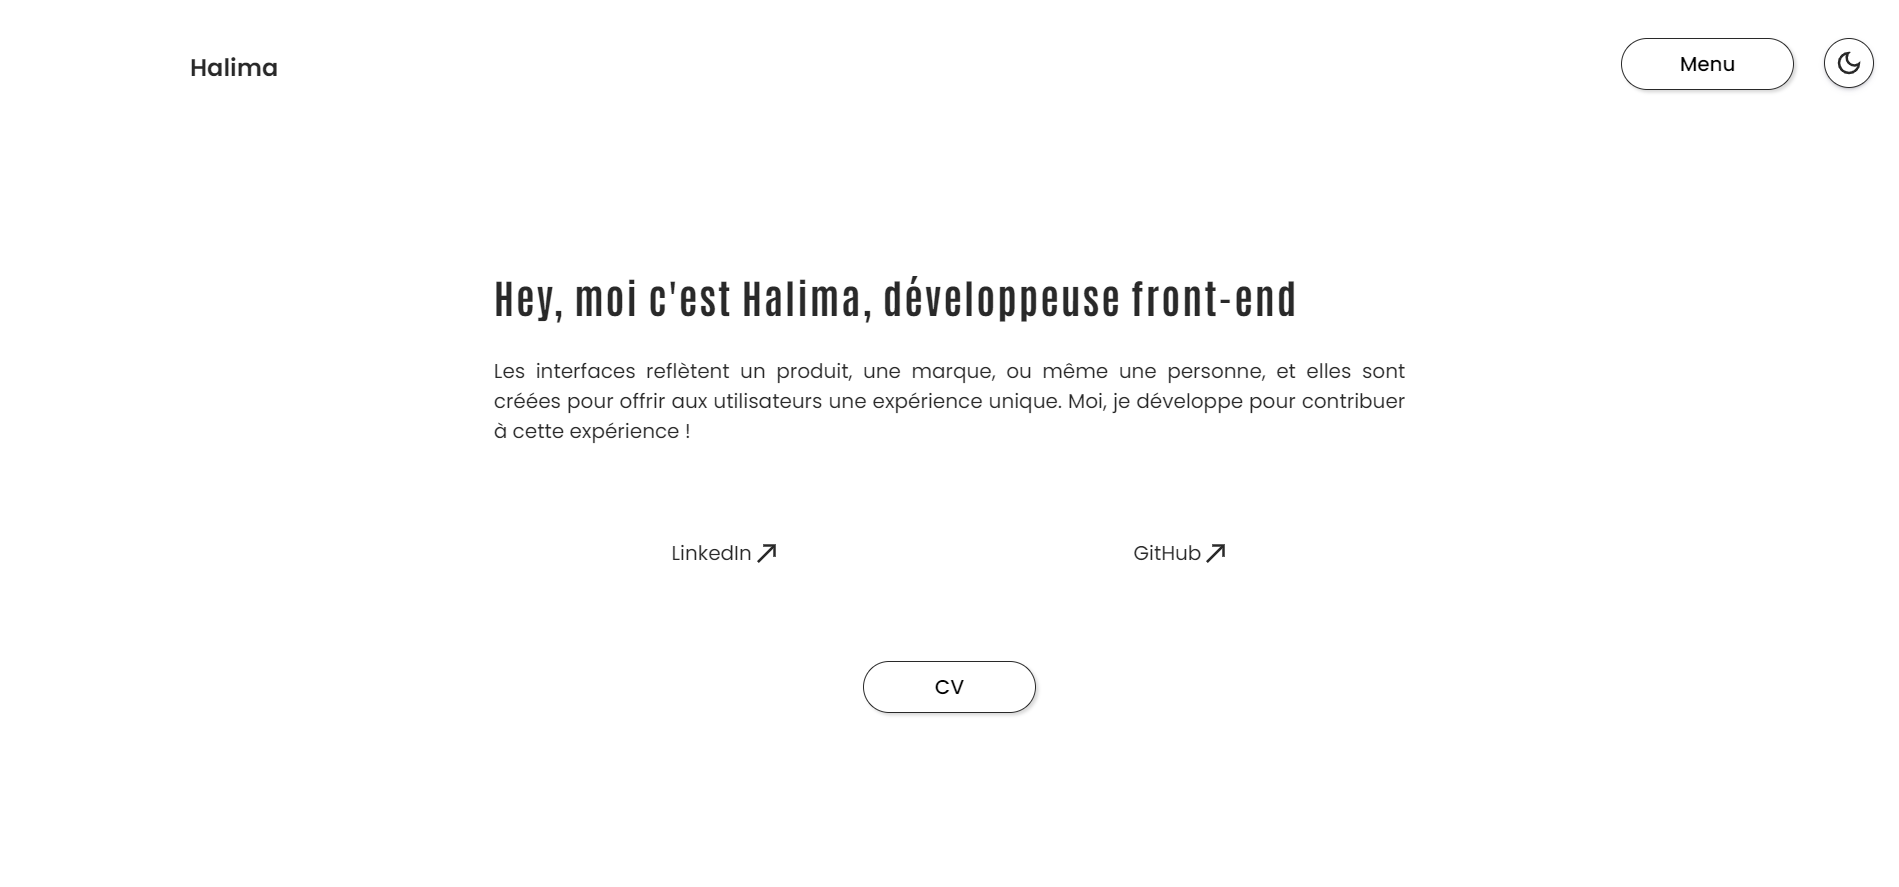 Halima
Menu
Hey, moi c'est Halima, développeuse front-end
Les interfaces reflètent un produit, une marque, ou même une personne, et elles sont
créées pour offrir aux utilisateurs une expérience unique. Moi, je développe pour contribuer
à cette expérience !
LinkedIn
GitHub
CV